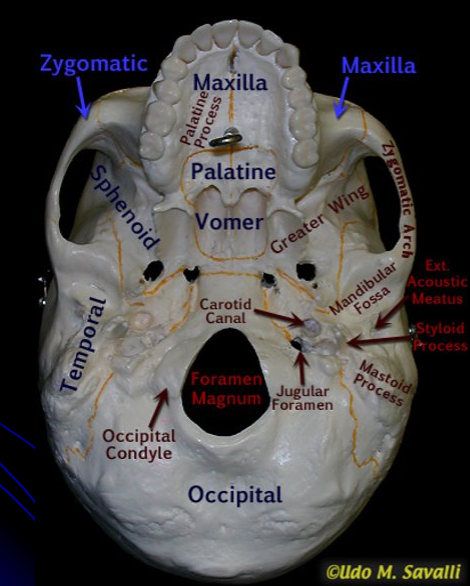 Zygomatic
Maxilla
Maxilla
Palatine
Process
Palatine
Zygomatic Arch
Sphenoid
Vomer
Greater Wing
Mandibular
Fossa
Ext.
Acoustic
Meatus
Carotid
Canal
Styloid
Process
Temporal
Foramen
Magnum
Jugular
Foramen
Mastoid
Process
Occipital
Condyle
Occipital
©Udo M. Savalli